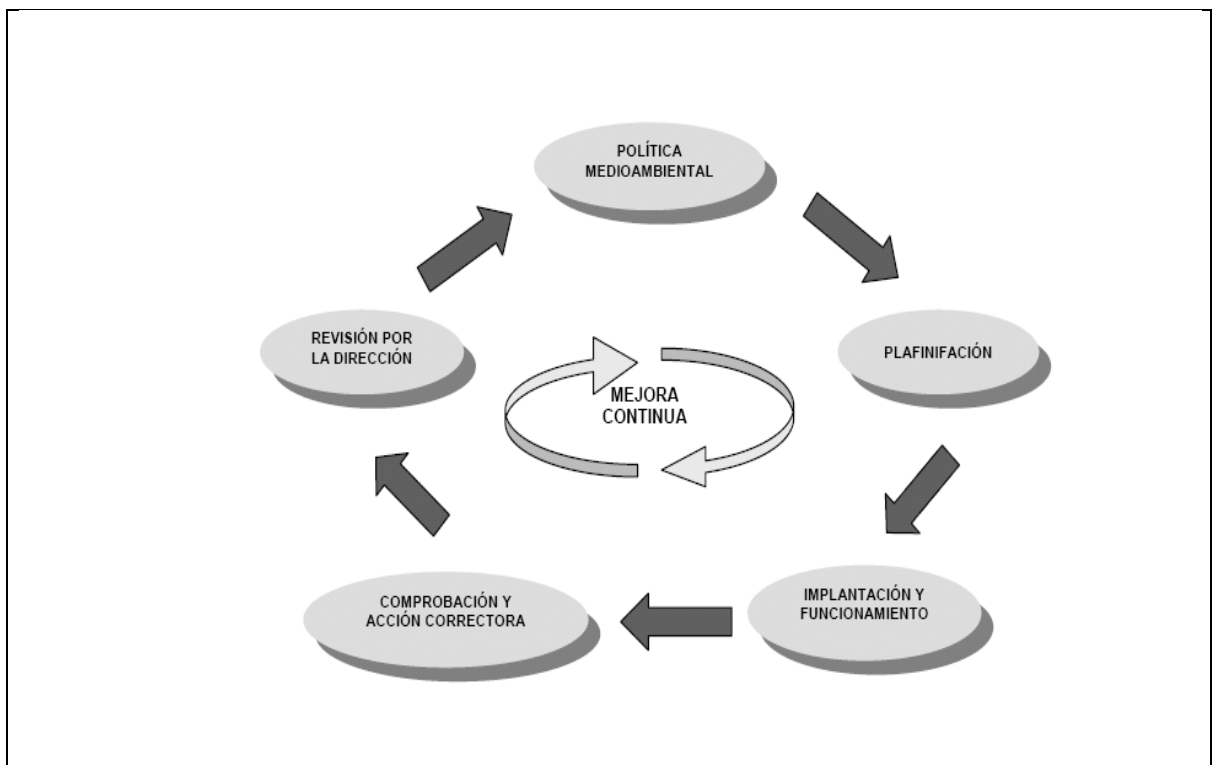 POLÍTICA
MEDIOAMBIENTAL
PLAFINIFACIÓN
IMPLANTACIÓN Y
FUNCIONAMIENTO
COMPROBACIÓN Y
ACCIÓN CORRECTORA
REVISIÓN POR
LA DIRECCIÓN
MEJORA
CONTINUA